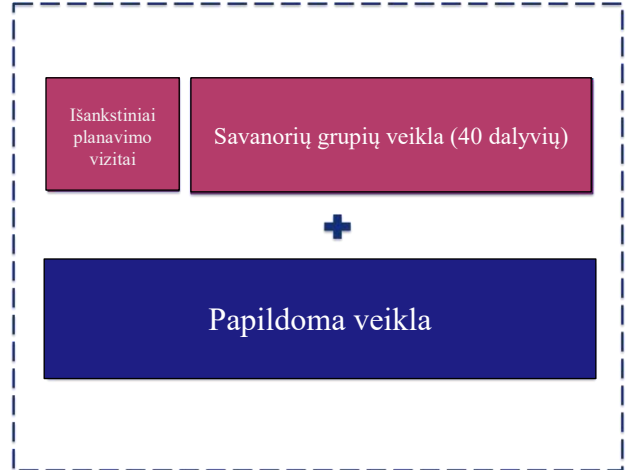 Išankstiniai
planavimo
vizitai
Savanorių grupių veikla (40 dalyvių)
Papildoma veikla